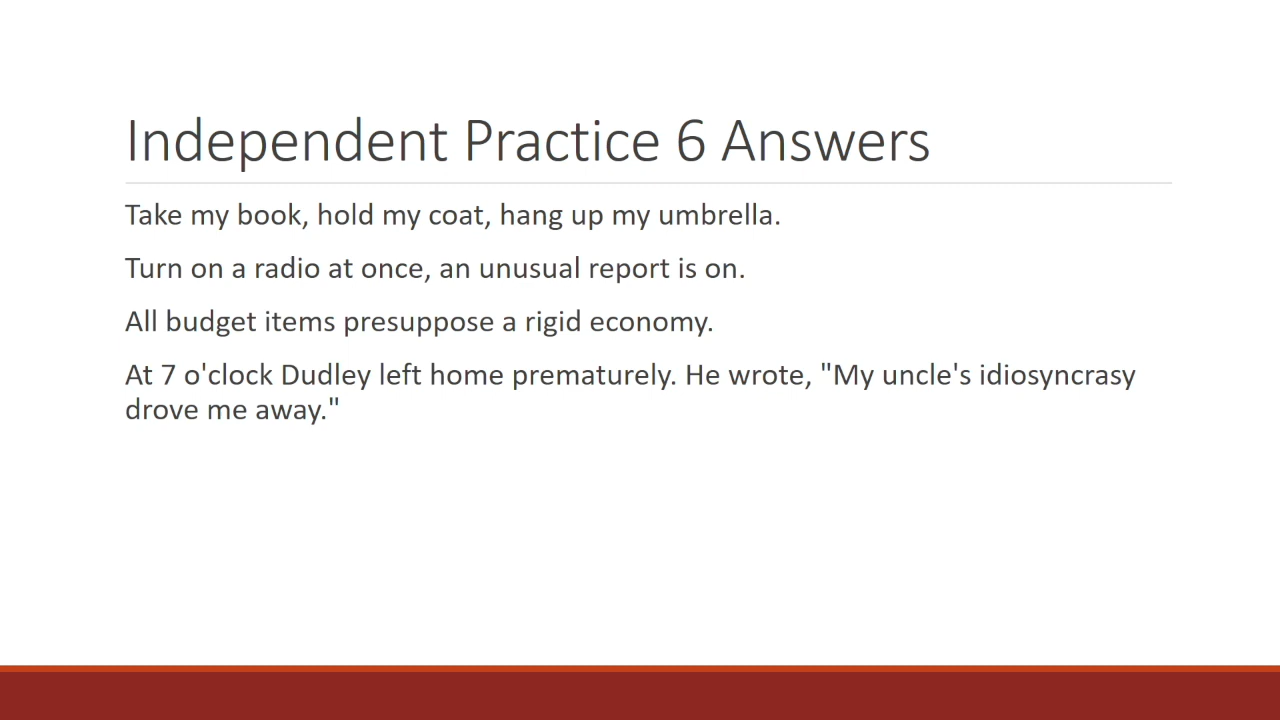 Independent Practice 6 Answers
Take my book, hold my coat, hang up my umbrella.
Turn on a radio at once, an unusual report is on.
All budget items presuppose a rigid economy.
At 7 o'clock Dudley left home prematurely. He wrote, "My uncle's idiosyncrasy
drove me away."